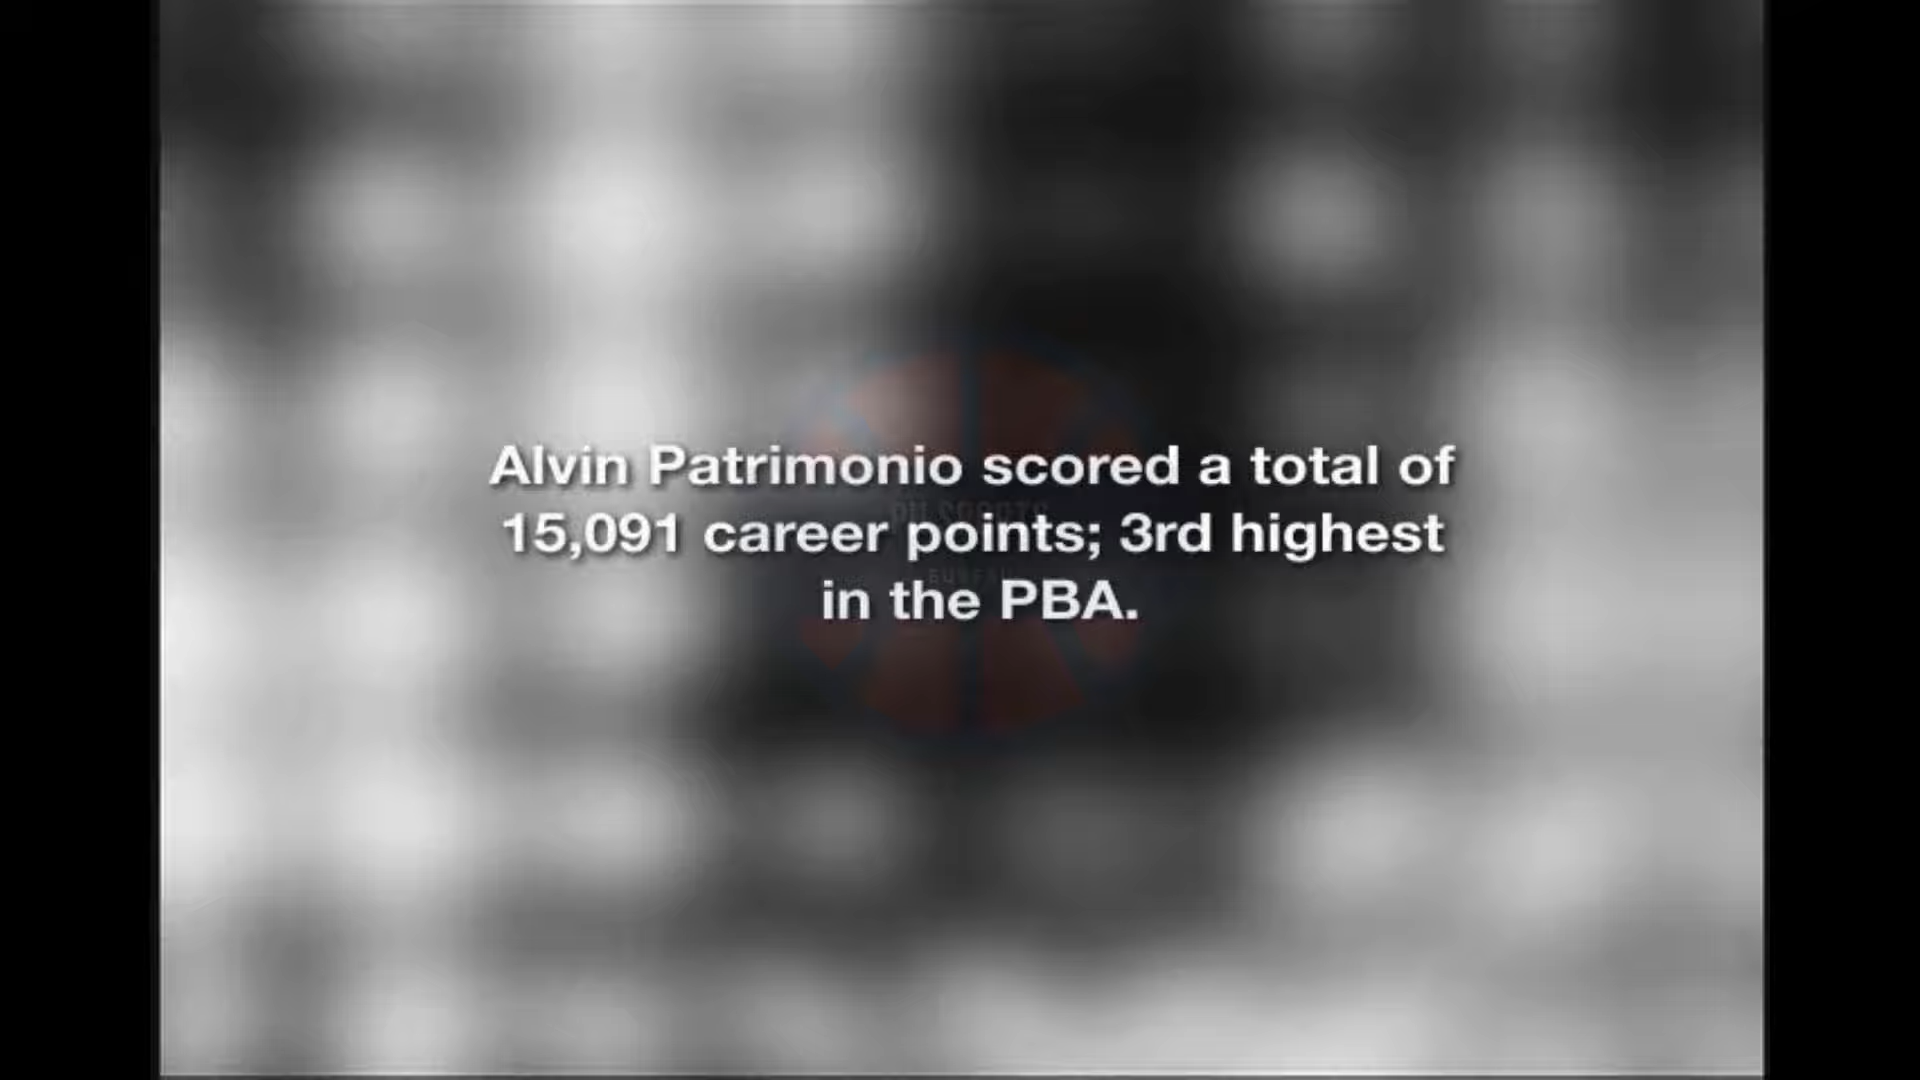 Alvin Patrimonio scored a total of
15,091 career points; 3rd highest
in the PBA.